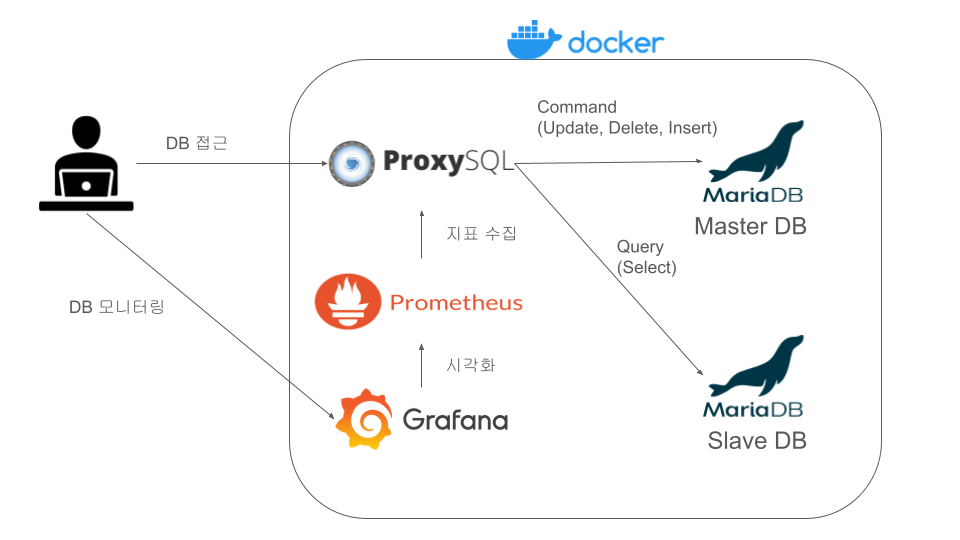 docker
Command
(Update, Delete, Insert)
DB 접근
ProxySQL
MariaDB
Master DB
지표 수집
Query
(Select)
Prometheus
DB 모니터링
시각화
MariaDB
Grafana
Slave DB